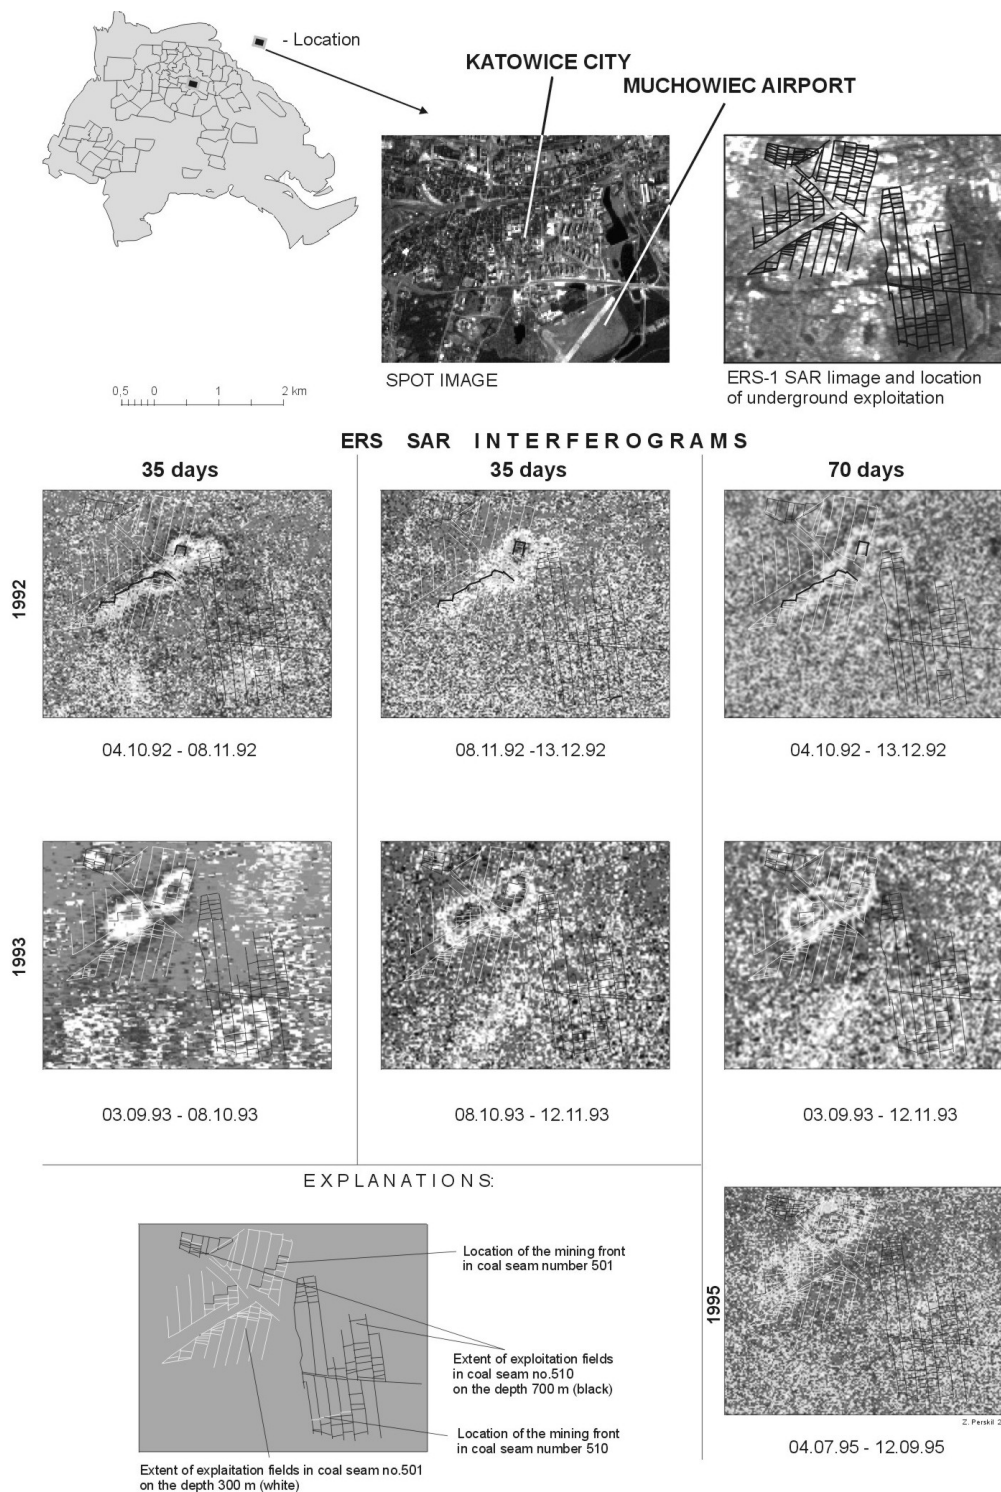 - Location
KATOWICE CITY
MUCHOWIEC AIRPORT
SPOT IMAGE
ERS-1 SAR Iimage and location
of underground exploitation
0,5 0 1 2 km
ERS SAR INTERFEROGRAMS
35 days
35 days
70 days
1992
04.10.92 - 08.11.92
08.11.92 -13.12.92
04.10.92 - 13.12.92
1993
03.09.93 - 08.10.93
08.10.93 - 12.11.93
03.09.93 - 12.11.93
EXPLANATIONS:
Location of the mining front
in coal seam number 501
Extent of exploitation fields
in coal seam no.510
on the depth 700 m (black)
Location of the mining front
in coal seam number 510
Extent of explaitation fields in coal seam no.501
on the depth 300 m (white)
1995
Z. Perski 2
04.07.95 - 12.09.95